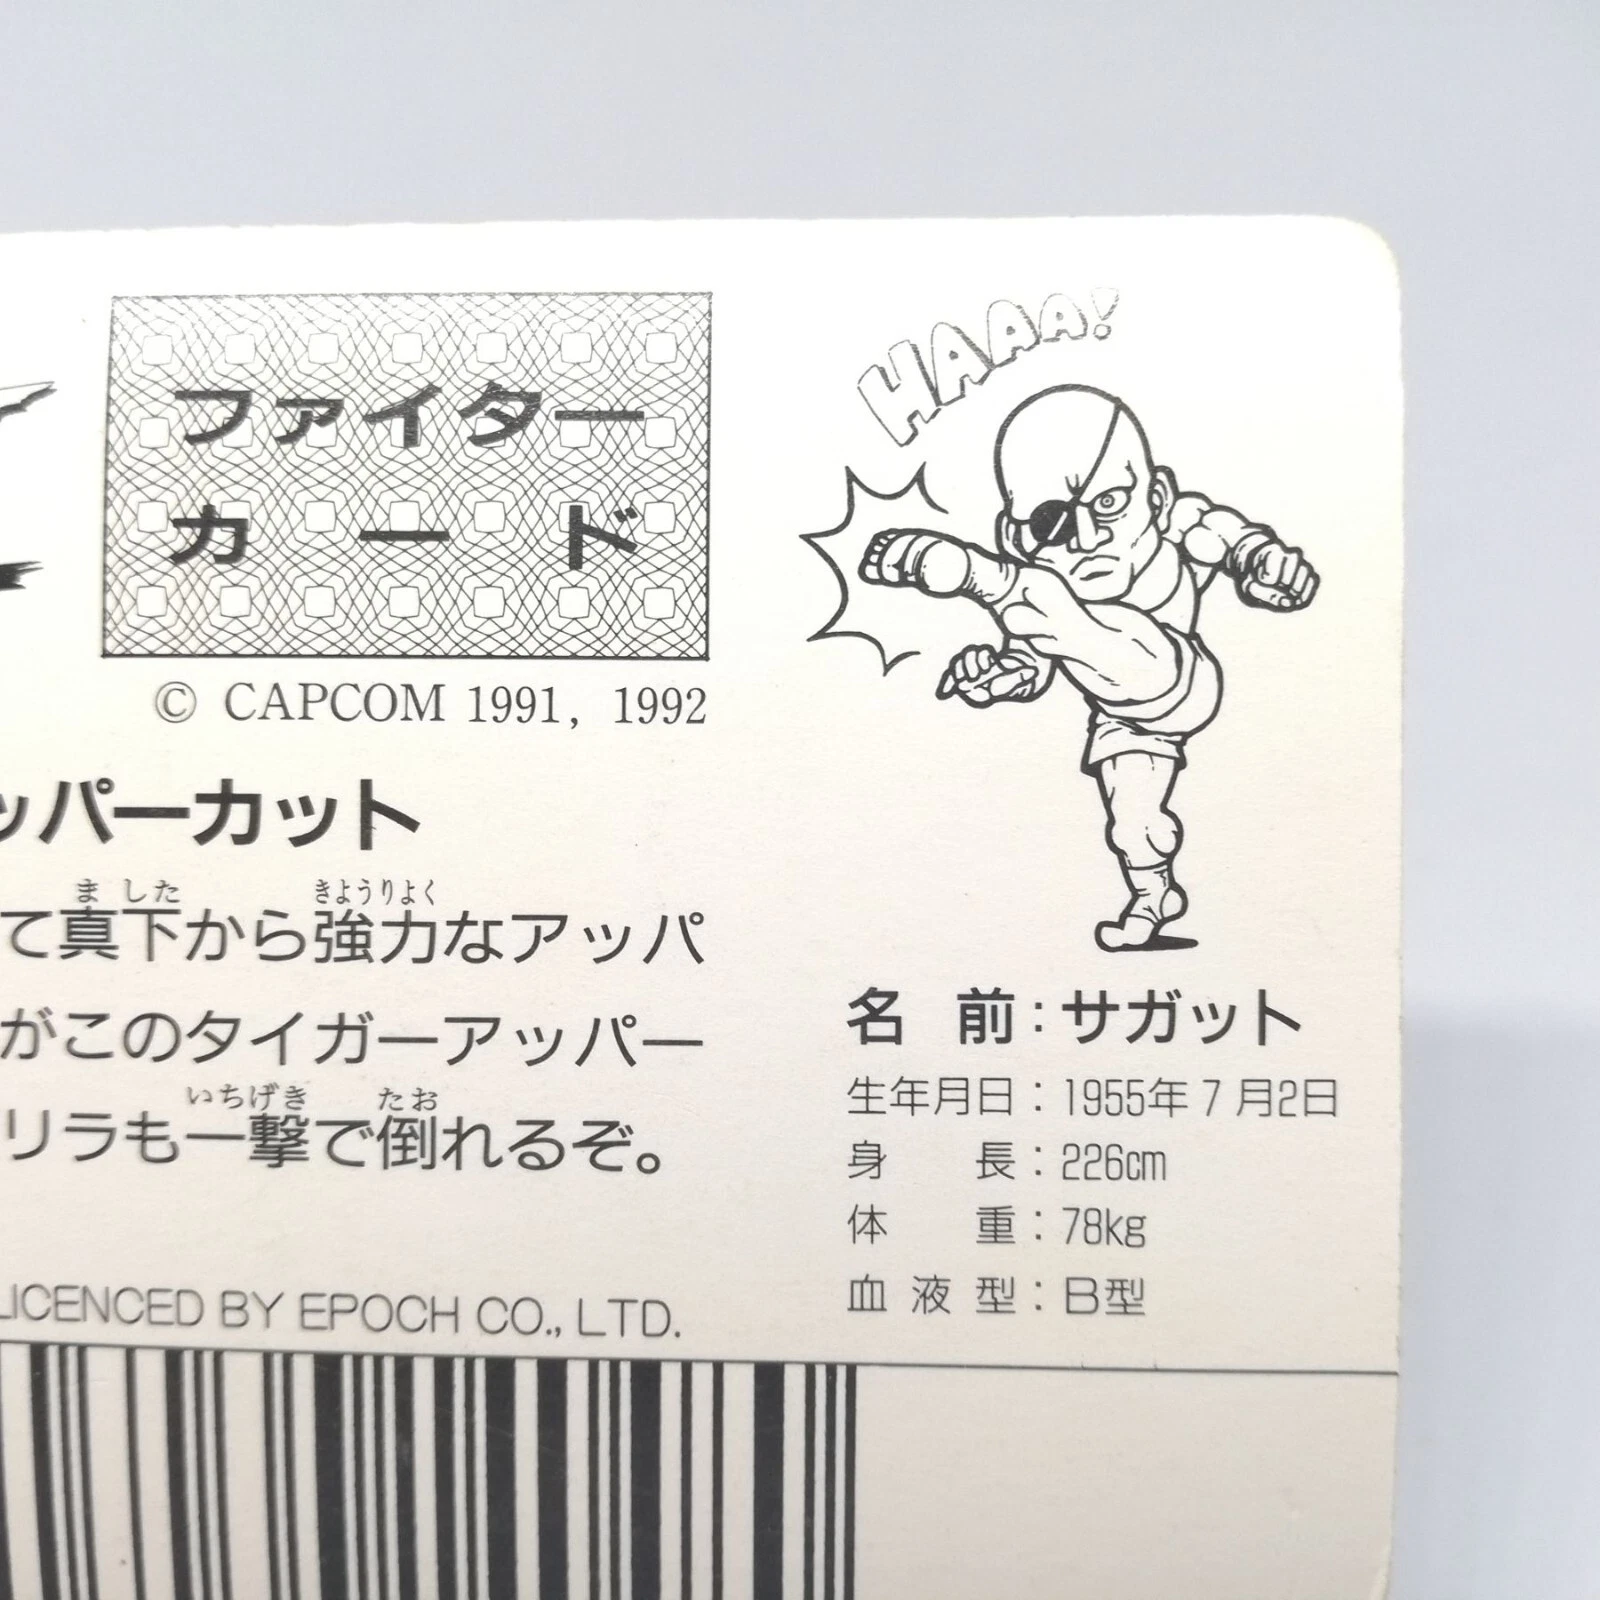 ファイター
カード
© CAPCOM 1991, 1992
ッパーカット
ま した きょうりょく
て真下から強力なアッパ
がこのタイガーアッパー
いちげき たお
リラも一撃で倒れるぞ。
LICENCED BY EPOCH CO., LTD.
HAAA!
名前：サガット
生年月日：1955年7月2日
身長：226cm
体重：78kg
血液型：B型